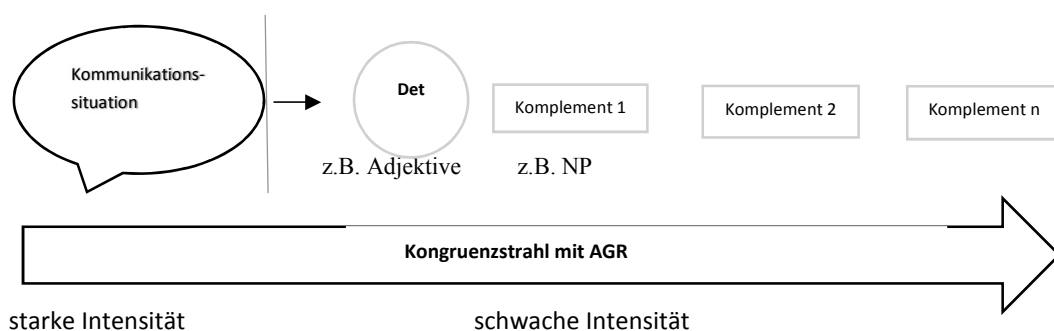 Kommunikations-
situation
Det
Komplement 1
Komplement 2
Komplement n
z.B. Adjektive
z.B. NP
Kongruenzstrahl mit AGR
starke Intensität
schwache Intensität